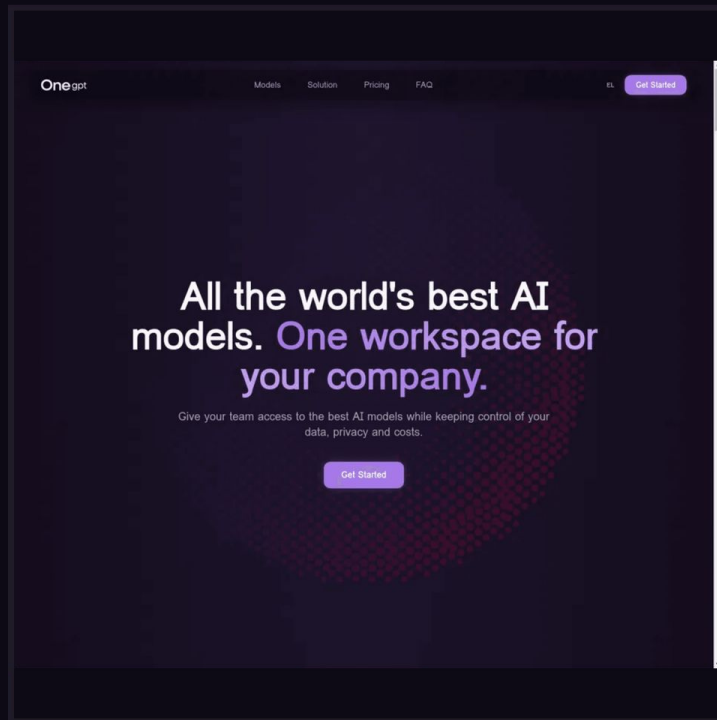 Onegpt
Models Solution Pricing FAQ
EL Get Started
All the world's best AI
models. One workspace for
your company.
Give your team access to the best AI models while keeping control of your
data, privacy and costs.
Get Started